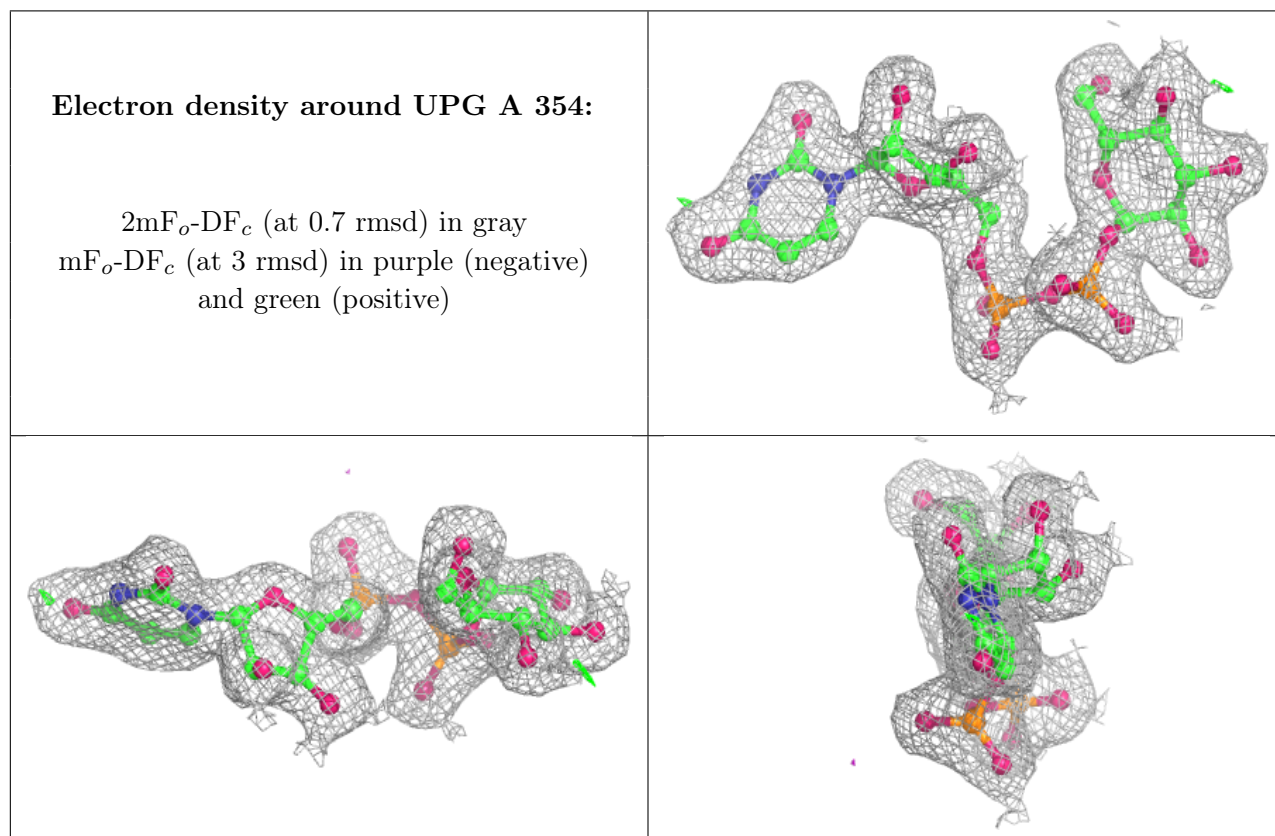 Electron density around UPG A 354:
2mFo-DFc (at 0.7 rmsd) in gray
mFo-DFc (at 3 rmsd) in purple (negative)
and green (positive)